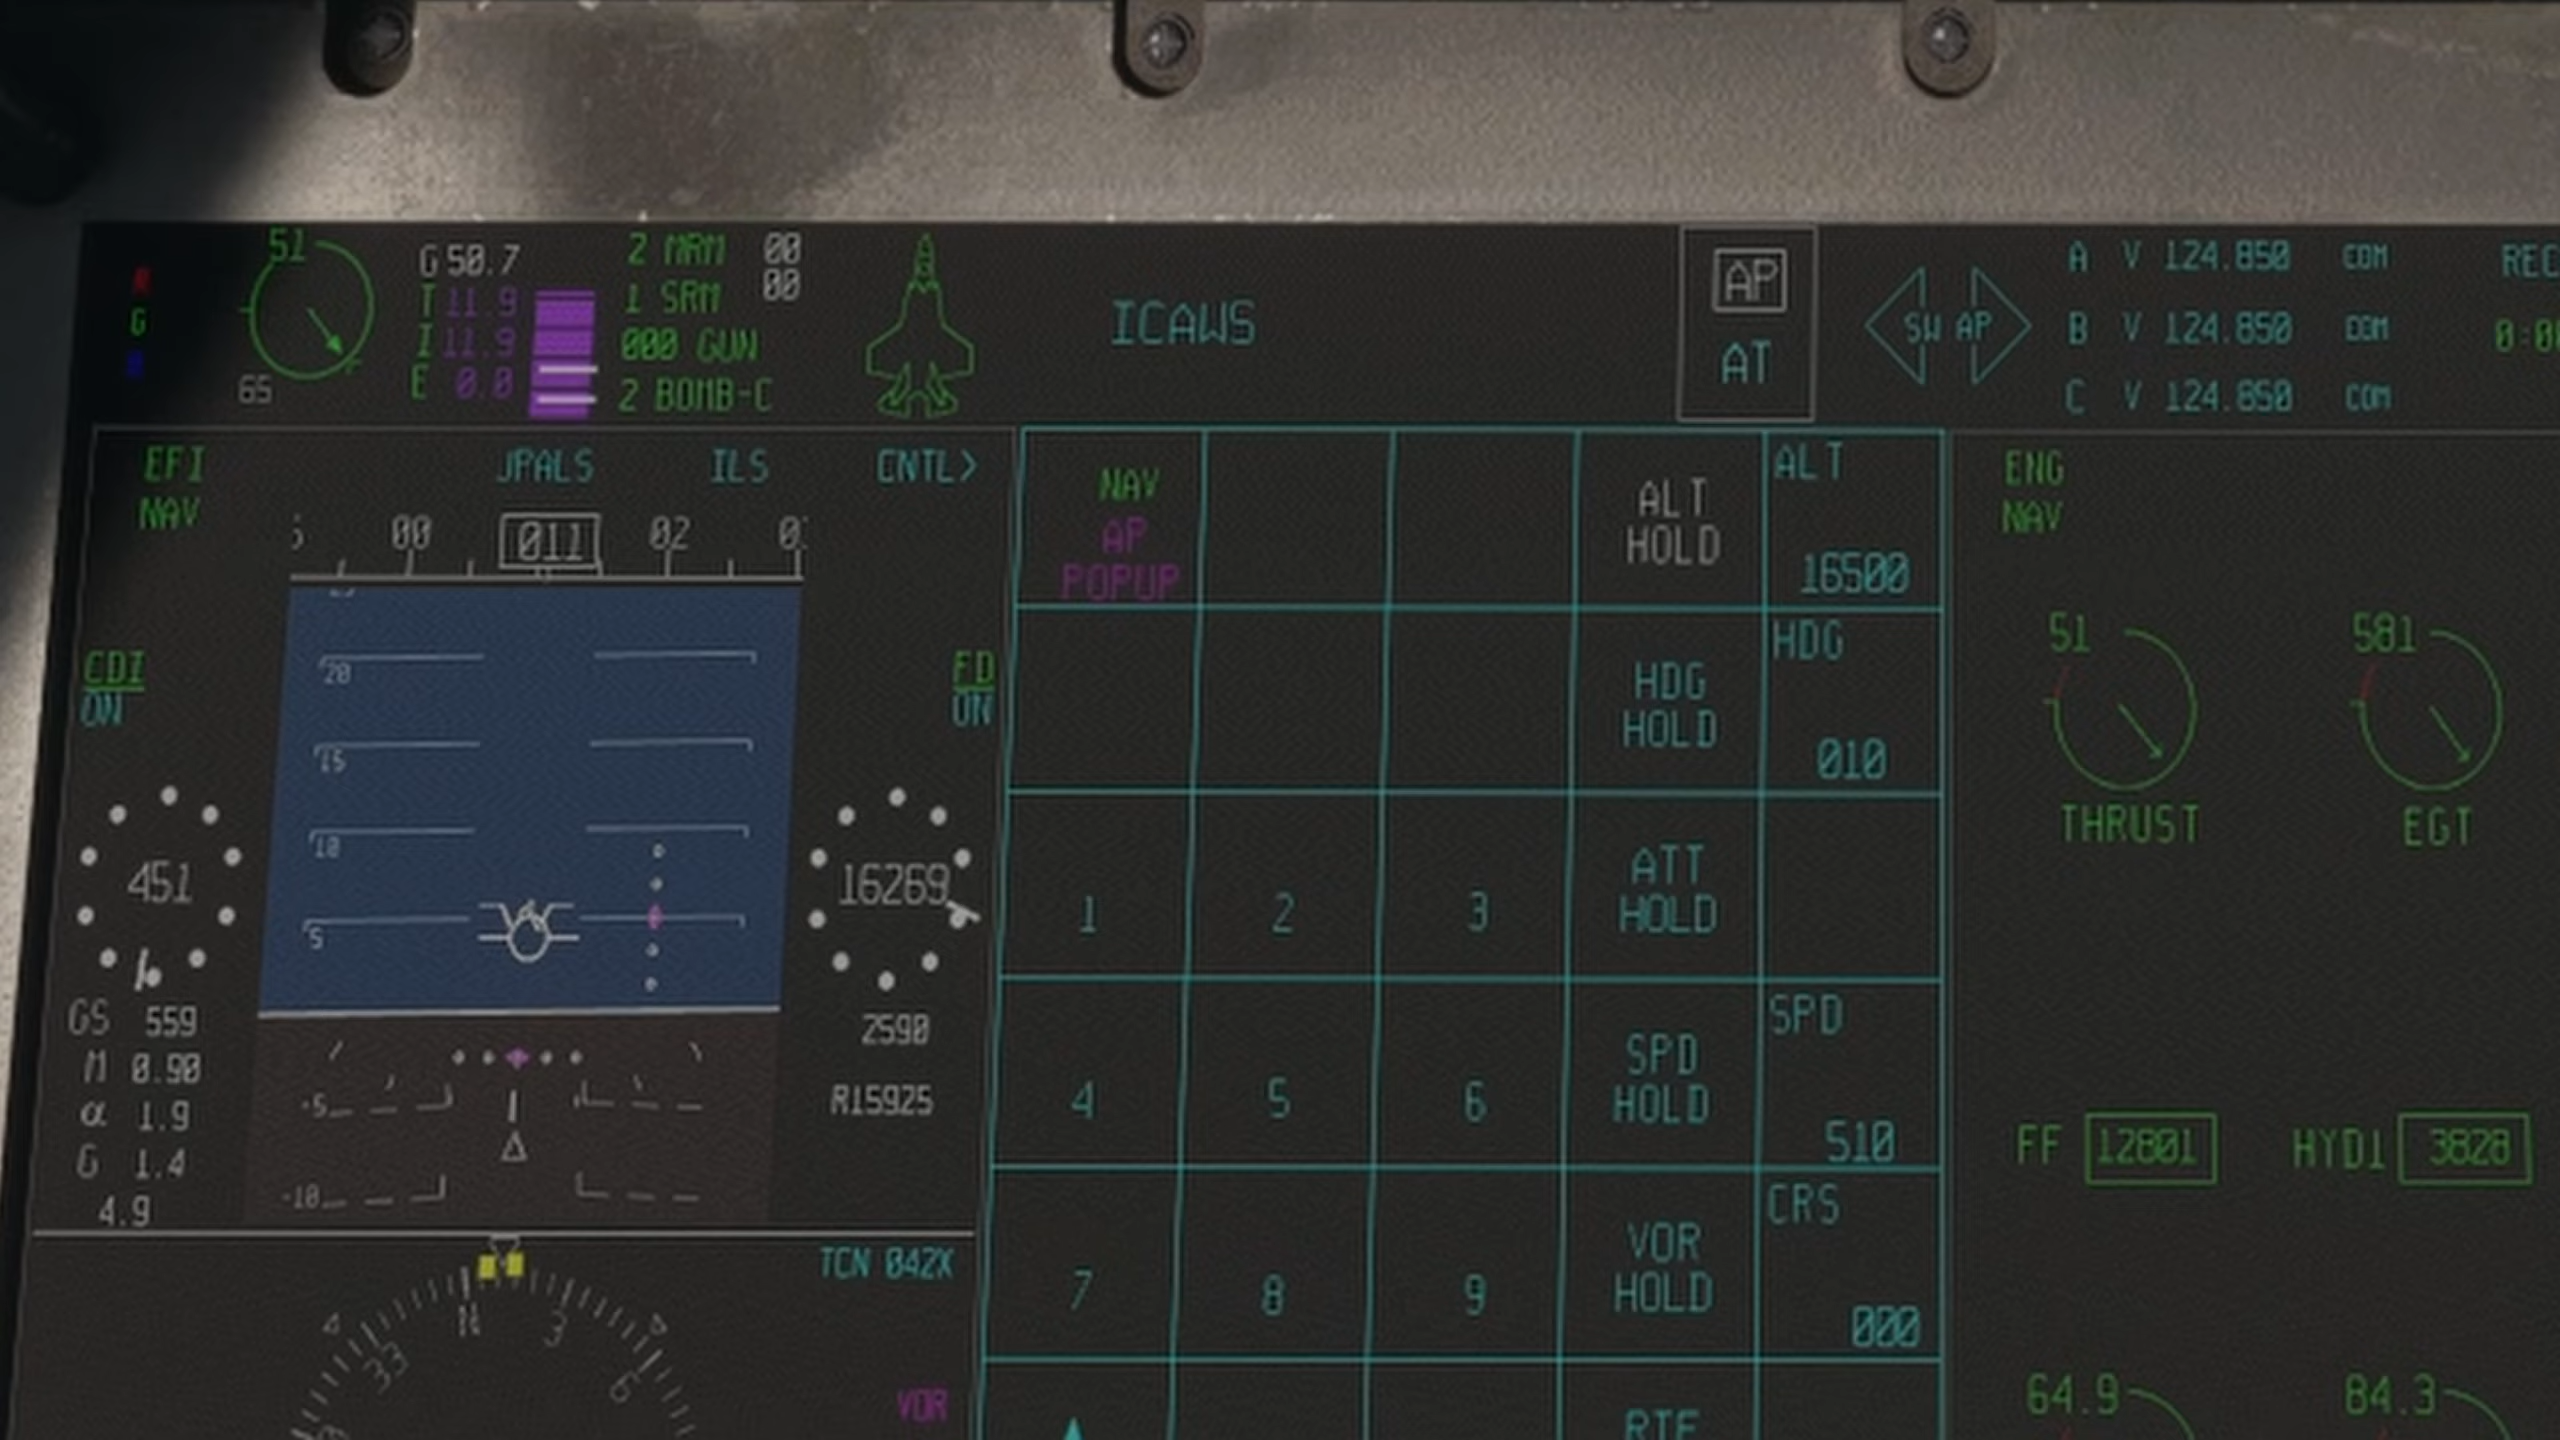 51
65
G 50.7
T 11.9
I 11.9
E 0.0
2 MRM 00
1 SRM 00
000 GUN
2 BOMB-C
ICAWS
AP
AT
SW AP
A V 124.850 COM
B V 124.850 COM
C V 124.850 COM
REC
R
G
EFI
NAV
JPALS
ILS
CNTL>
00
011
02
CDI
ON
FD
ON
20
15
10
5
-5
-10
451
16269
GS 559
M 0.90
α 1.9
G 1.4
4.9
2590
R15925
TCN 042X
VOR
33
N
3
6
NAV
AP
POPUP
ALT
HOLD
ALT
16500
HDG
HOLD
HDG
010
1
2
3
ATT
HOLD
4
5
6
SPD
HOLD
SPD
510
7
8
9
VOR
HOLD
CRS
000
ENG
NAV
51
THRUST
581
EGT
FF 12801
HYD1 3828
64.9
84.3